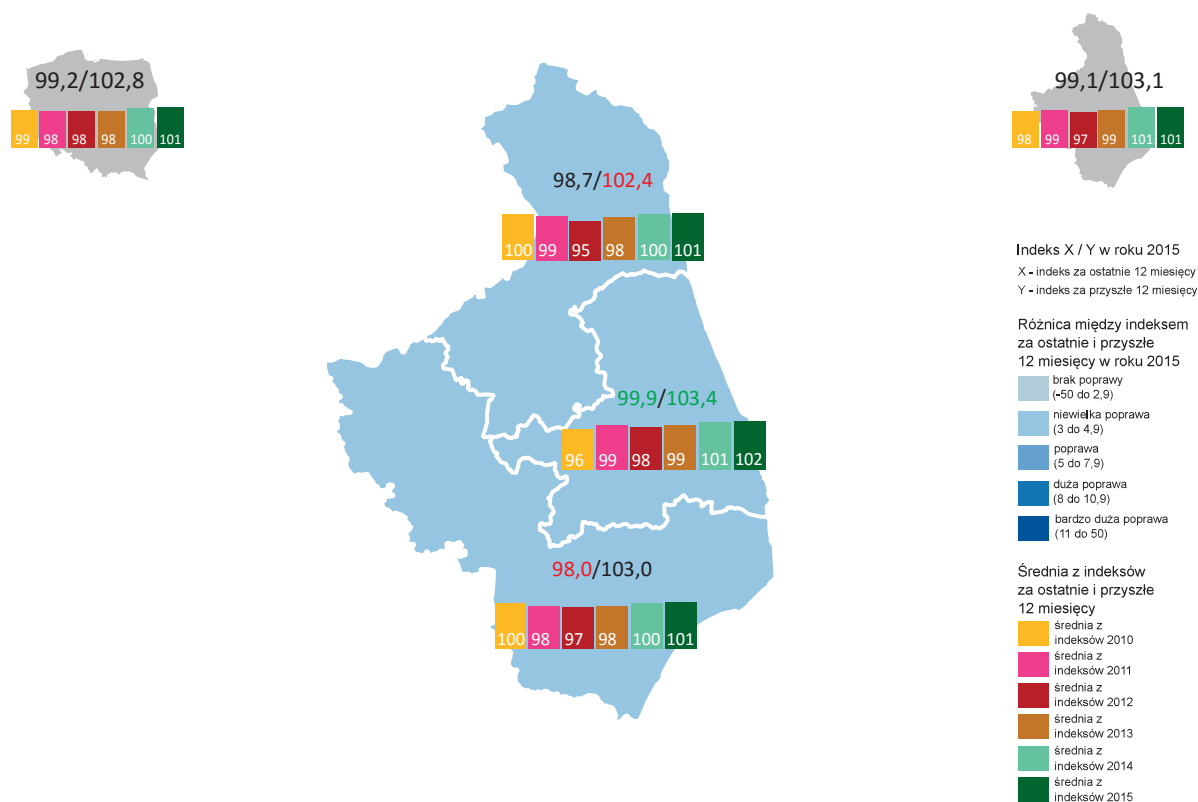 99,2/102,8
99 98 98 98 100 101
99,1/103,1
98 99 97 99 101 101
98,7/102,4
100 99 95 98 100 101
99,9/103,4
96 99 98 99 101 102
98,0/103,0
100 98 97 98 100 101
Indeks X / Y w roku 2015
X - indeks za ostatnie 12 miesięcy
Y - indeks za przyszłe 12 miesięcy
Różnica między indeksem
za ostatnie i przyszłe
12 miesięcy w roku 2015
brak poprawy
(-50 do 2,9)
niewielka poprawa
(3 do 4,9)
poprawa
(5 do 7,9)
duża poprawa
(8 do 10,9)
bardzo duża poprawa
(11 do 50)
Średnia z indeksów
za ostatnie i przyszłe
12 miesięcy
średnia z
indeksów 2010
średnia z
indeksów 2011
średnia z
indeksów 2012
średnia z
indeksów 2013
średnia z
indeksów 2014
średnia z
indeksów 2015